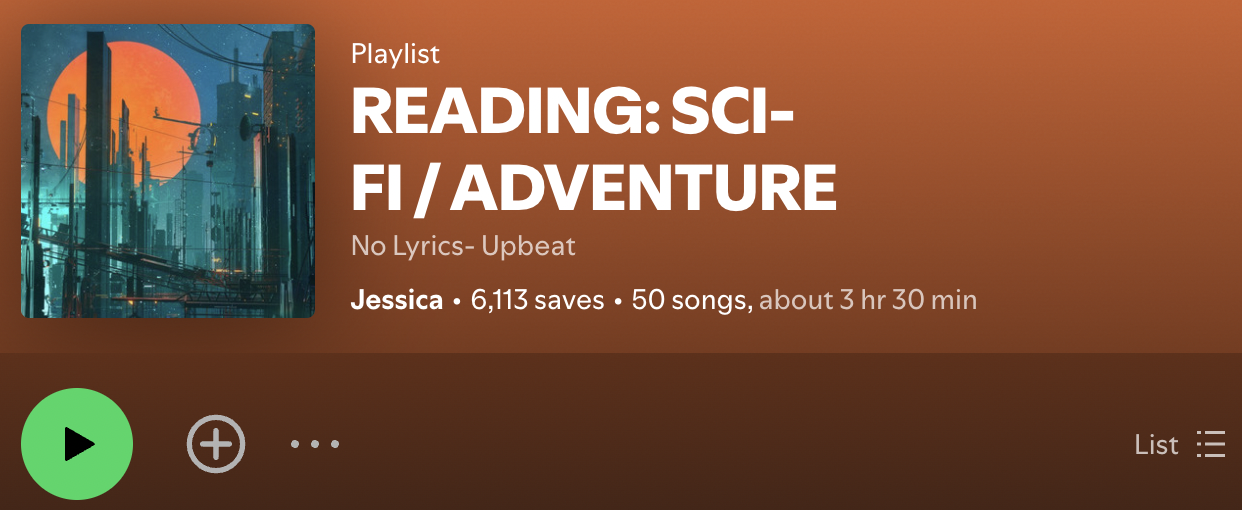 Playlist
READING: SCI-
FI / ADVENTURE
No Lyrics- Upbeat
Jessica • 6,113 saves • 50 songs, about 3 hr 30 min
List